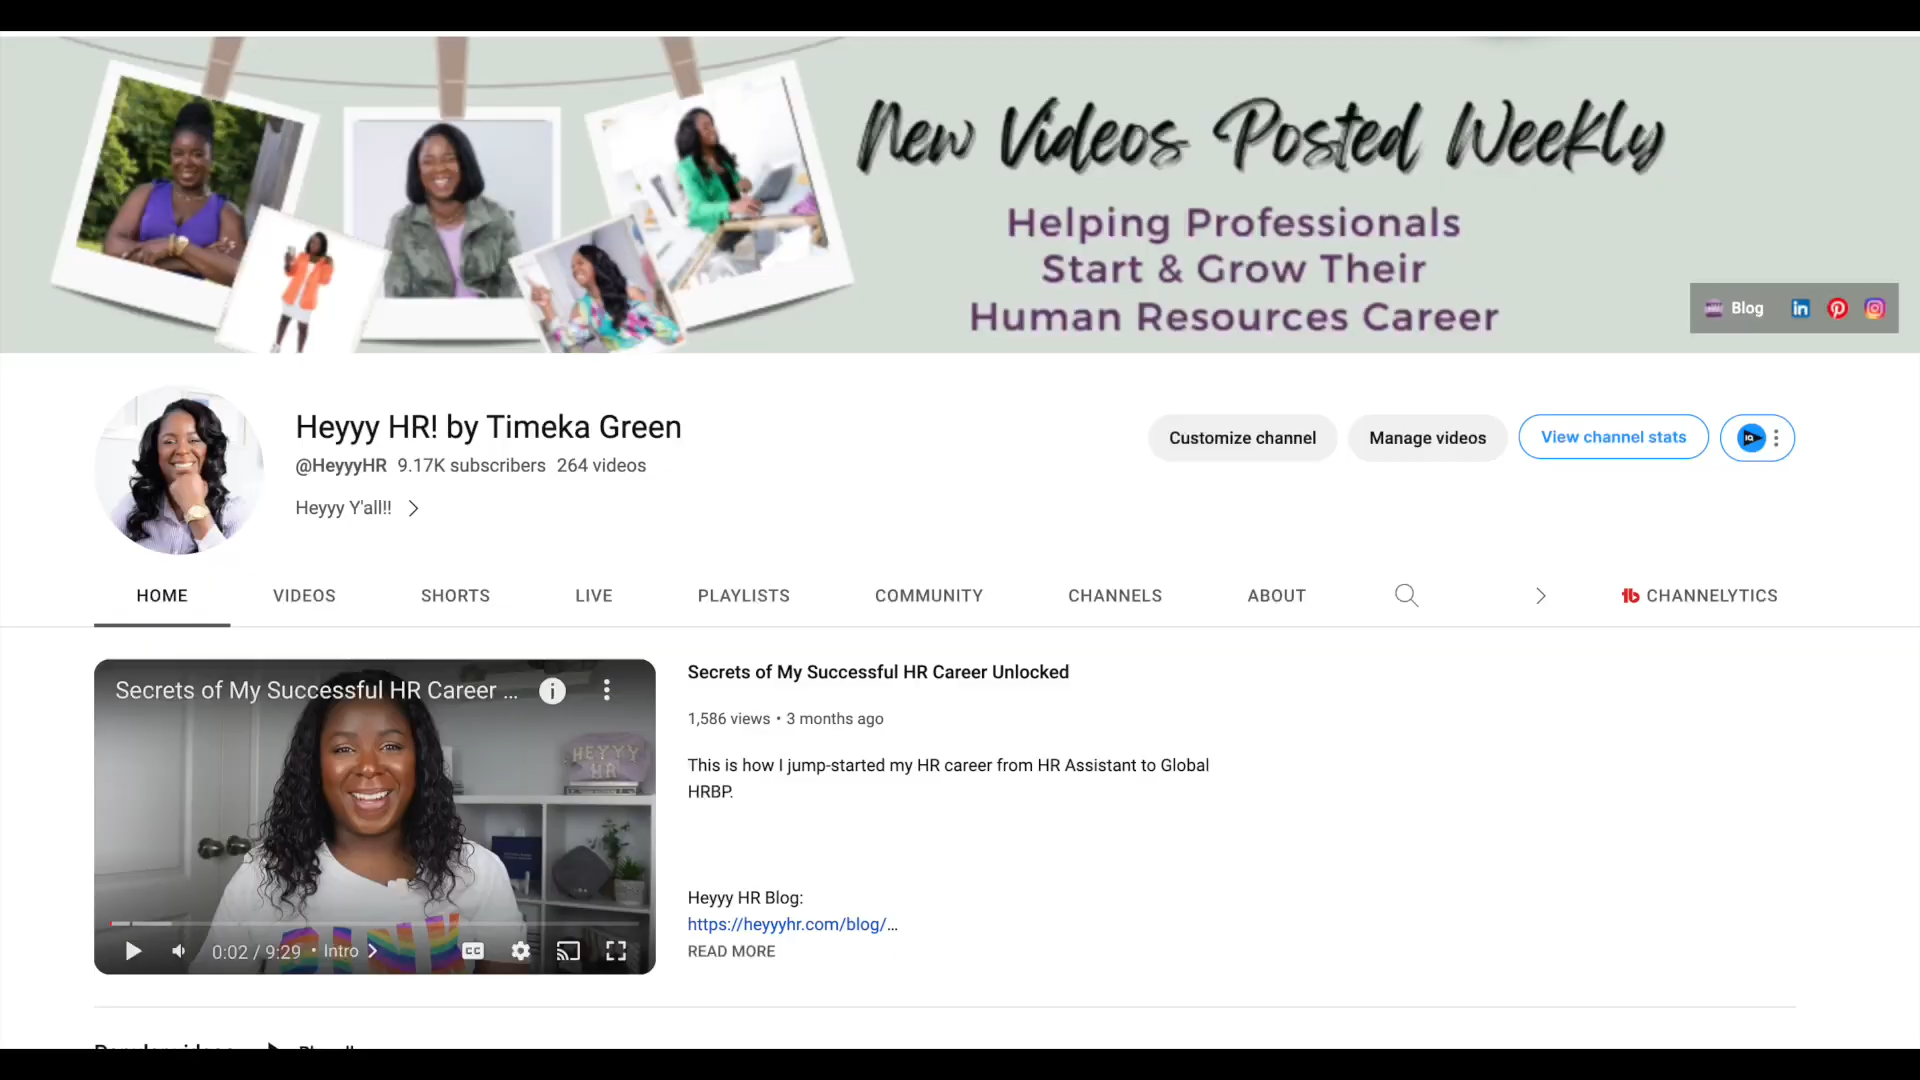 New Videos Posted Weekly
Helping Professionals
Start & Grow Their
Human Resources Career
Blog
Heyyy HR! by Timeka Green
@HeyyyHR 9.17K subscribers 264 videos
Heyyy Y'all!!
Customize channel
Manage videos
View channel stats
HOME
VIDEOS
SHORTS
LIVE
PLAYLISTS
COMMUNITY
CHANNELS
ABOUT
CHANNELYTICS
Secrets of My Successful HR Career ...
HEYYY
HR!
0:02 / 9:29 • Intro
Secrets of My Successful HR Career Unlocked
1,586 views • 3 months ago
This is how I jump-started my HR career from HR Assistant to Global
HRBP.
Heyyy HR Blog:
https://heyyyhr.com/blog/...
READ MORE